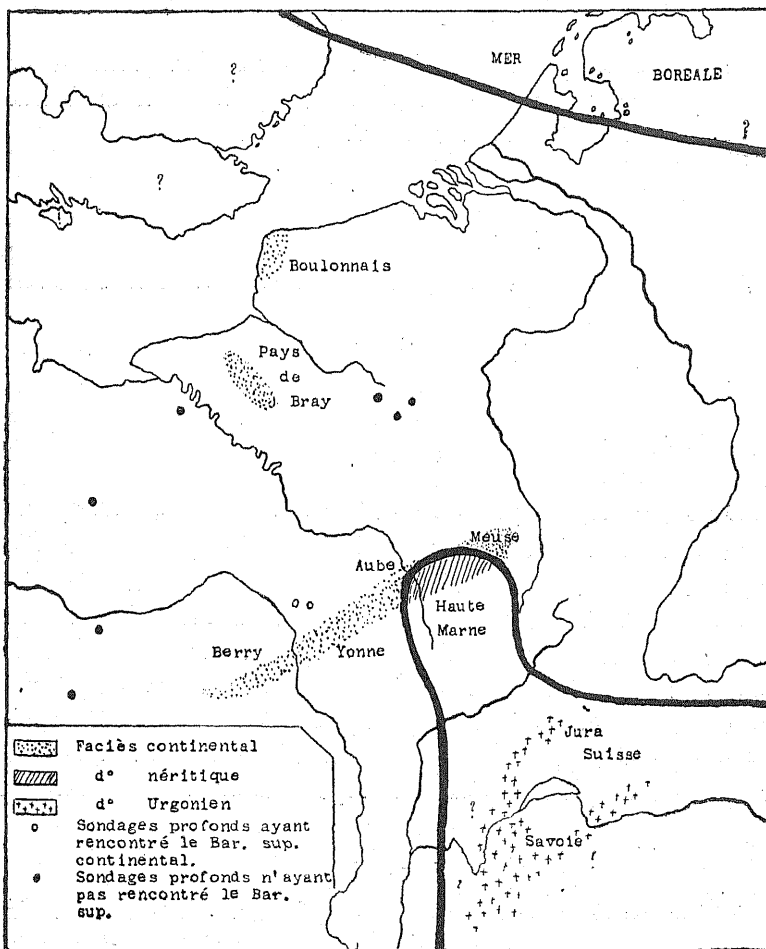 ?
MER
BOREALE
?
?
Boulonnais
Pays
de
Bray
Meuse
Aube
Haute
Marne
Berry
Yonne
Faciès continental
d° néritique
d° Urgonien
Sondages profonds ayant
rencontré le Bar. sup.
continental.
Sondages profonds n'ayant
pas rencontré le Bar.
sup.
Jura
Suisse
?
Savoie
?